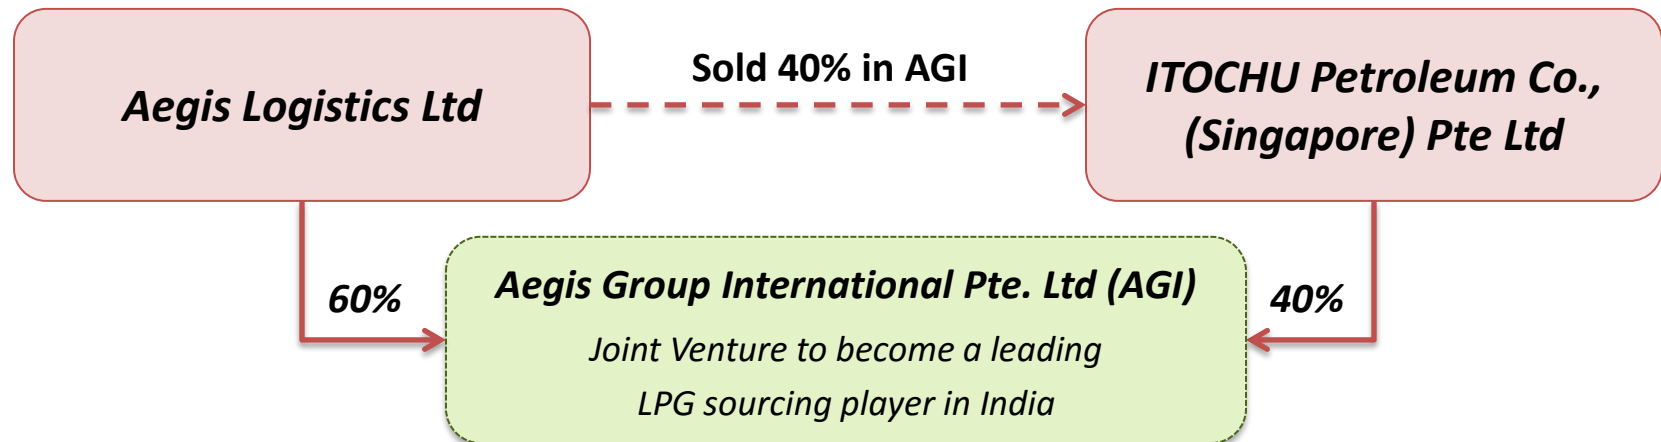 Aegis Logistics Ltd
Sold 40% in AGI
ITOCHU Petroleum Co.,
(Singapore) Pte Ltd
60%
Aegis Group International Pte. Ltd (AGI)
Joint Venture to become a leading
LPG sourcing player in India
40%